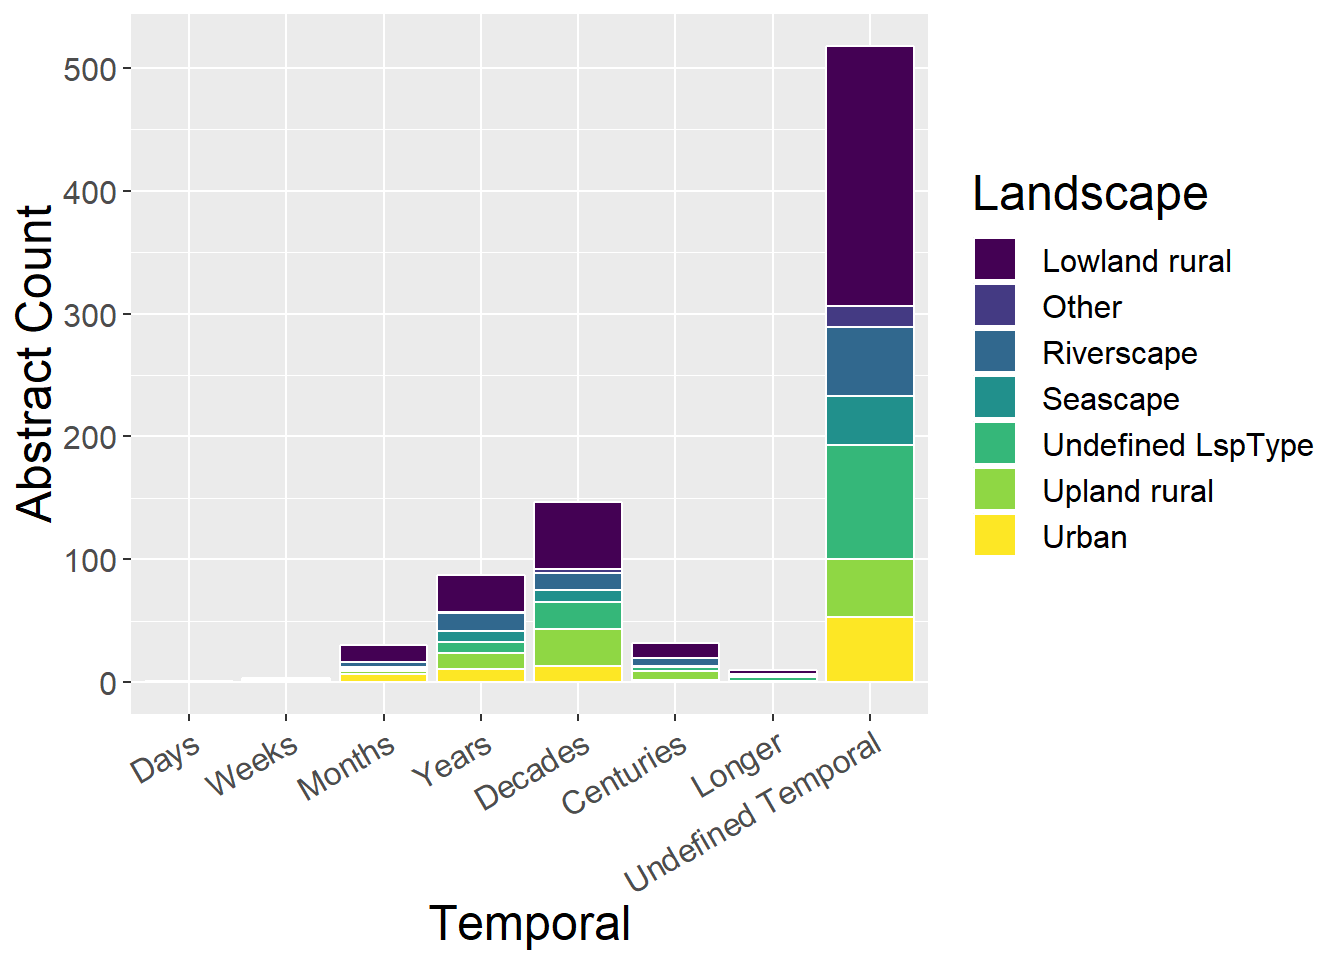 Abstract Count
500
400
300
200
100
0
Days
Weeks
Months
Years
Decades
Centuries
Longer
Undefined Temporal
Temporal
Landscape
Lowland rural
Other
Riverscape
Seascape
Undefined LspType
Upland rural
Urban